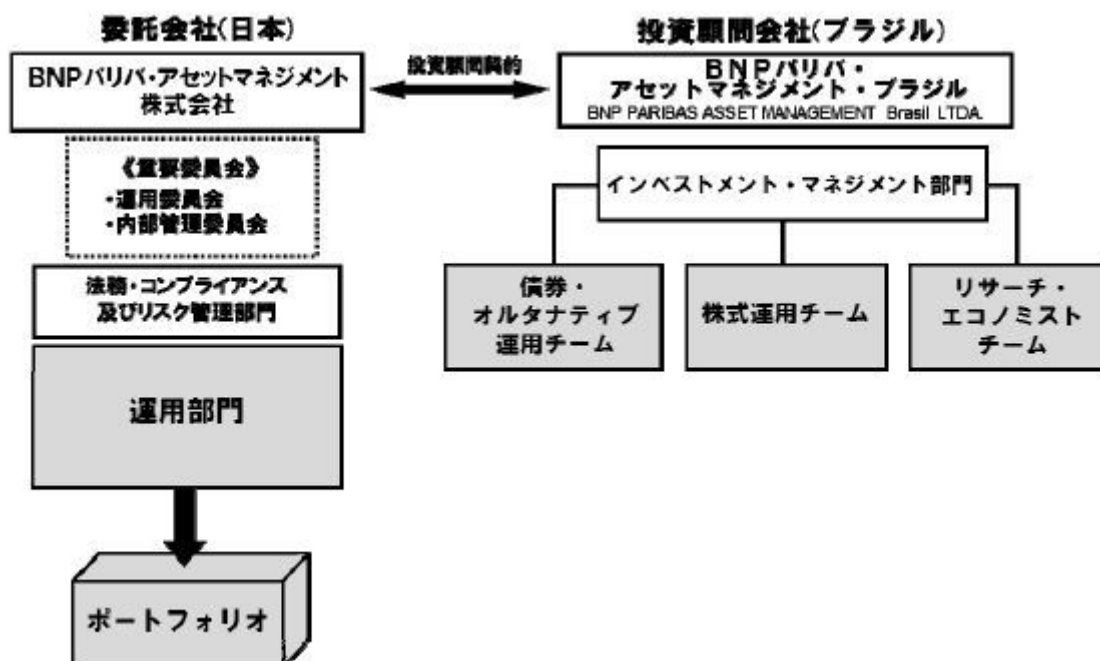 委託会社(日本)
BNPパリバ・アセットマネジメント
株式会社
《重要委員会》
・運用委員会
・内部管理委員会
法務・コンプライアンス
及びリスク管理部門
運用部門
ポートフォリオ
投資顧問契約
投資顧問会社(ブラジル)
BNPパリバ・
アセットマネジメント・ブラジル
BNP PARIBAS ASSET MANAGEMENT Brasil LTDA.
インベストメント・マネジメント部門
債券・
オルタナティブ
運用チーム
株式運用チーム
リサーチ・
エコノミスト
チーム